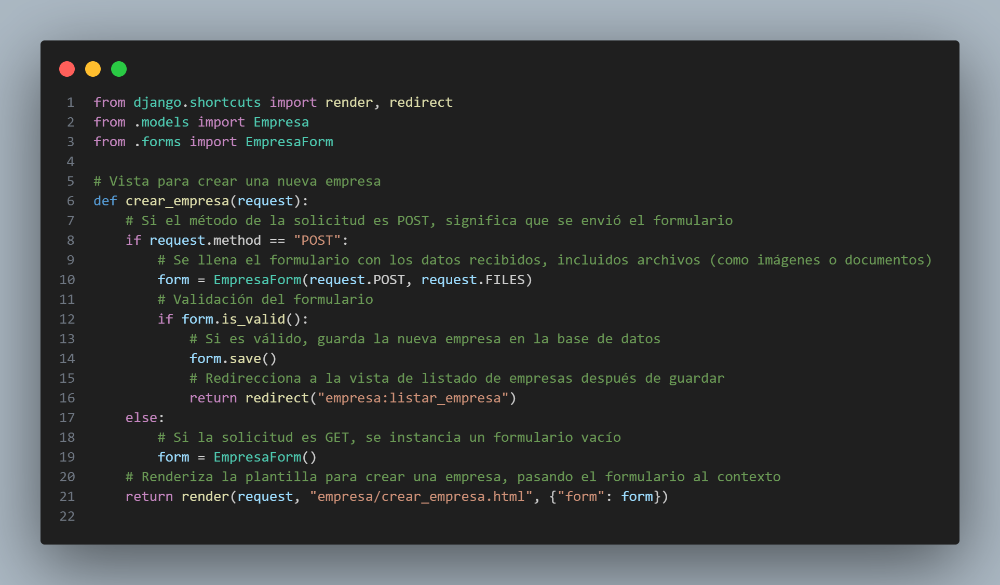 1 from django.shortcuts import render, redirect
2 from .models import Empresa
3 from .forms import EmpresaForm
4
5 # Vista para crear una nueva empresa
6 def crear_empresa(request):
7     # Si el método de la solicitud es POST, significa que se envió el formulario
8     if request.method == "POST":
9         # Se llena el formulario con los datos recibidos, incluidos archivos (como imágenes o documentos)
10         form = EmpresaForm(request.POST, request.FILES)
11         # Validación del formulario
12         if form.is_valid():
13             # Si es válido, guarda la nueva empresa en la base de datos
14             form.save()
15             # Redirecciona a la vista de listado de empresas después de guardar
16             return redirect("empresa:listar_empresa")
17     else:
18         # Si la solicitud es GET, se instancia un formulario vacío
19         form = EmpresaForm()
20     # Renderiza la plantilla para crear una empresa, pasando el formulario al contexto
21     return render(request, "empresa/crear_empresa.html", {"form": form})
22